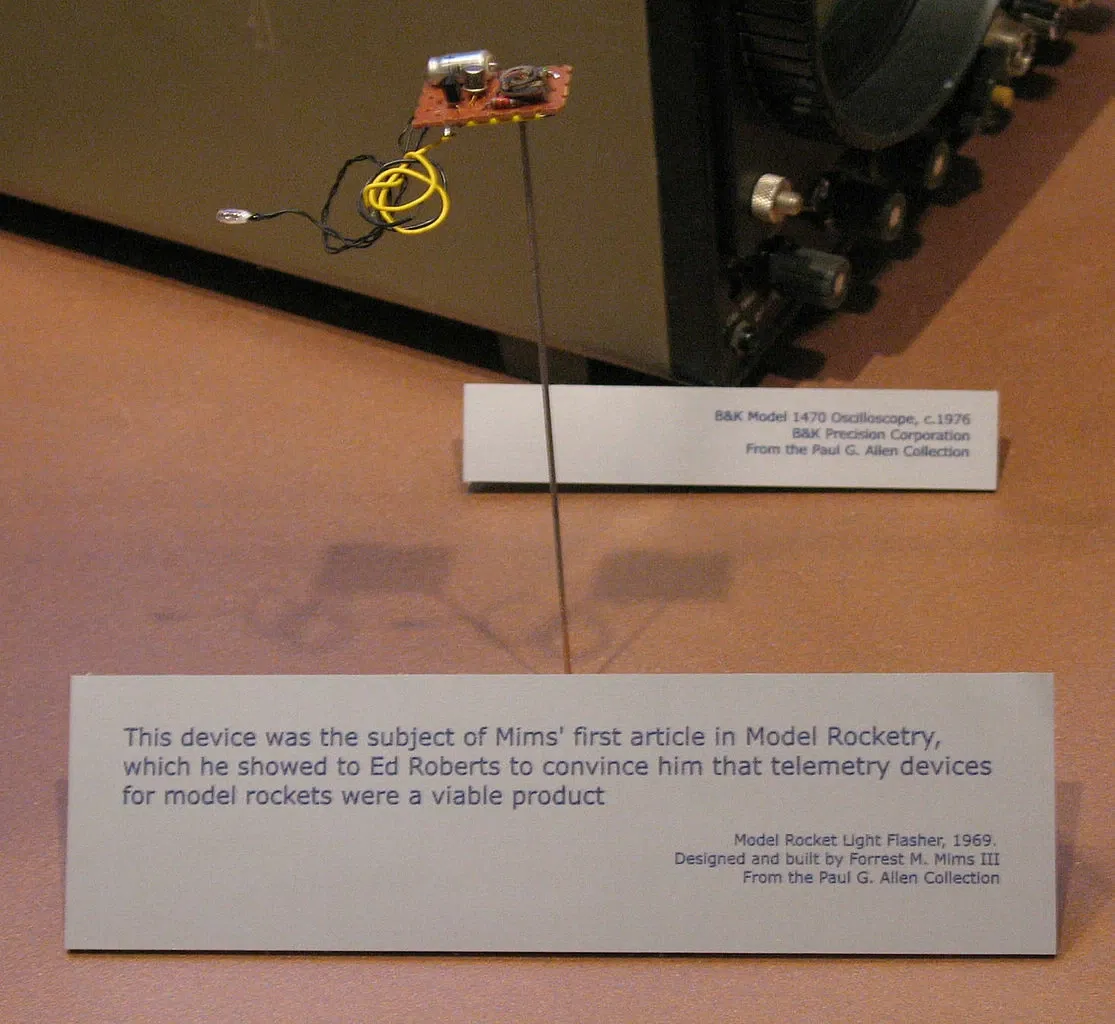 B&K Model 1470 Oscilloscope, c.1976
B&K Precision Corporation
From the Paul G. Allen Collection
This device was the subject of Mims' first article in Model Rocketry,
which he showed to Ed Roberts to convince him that telemetry devices
for model rockets were a viable product
Model Rocket Light Flasher, 1969.
Designed and built by Forrest M. Mims III
From the Paul G. Allen Collection